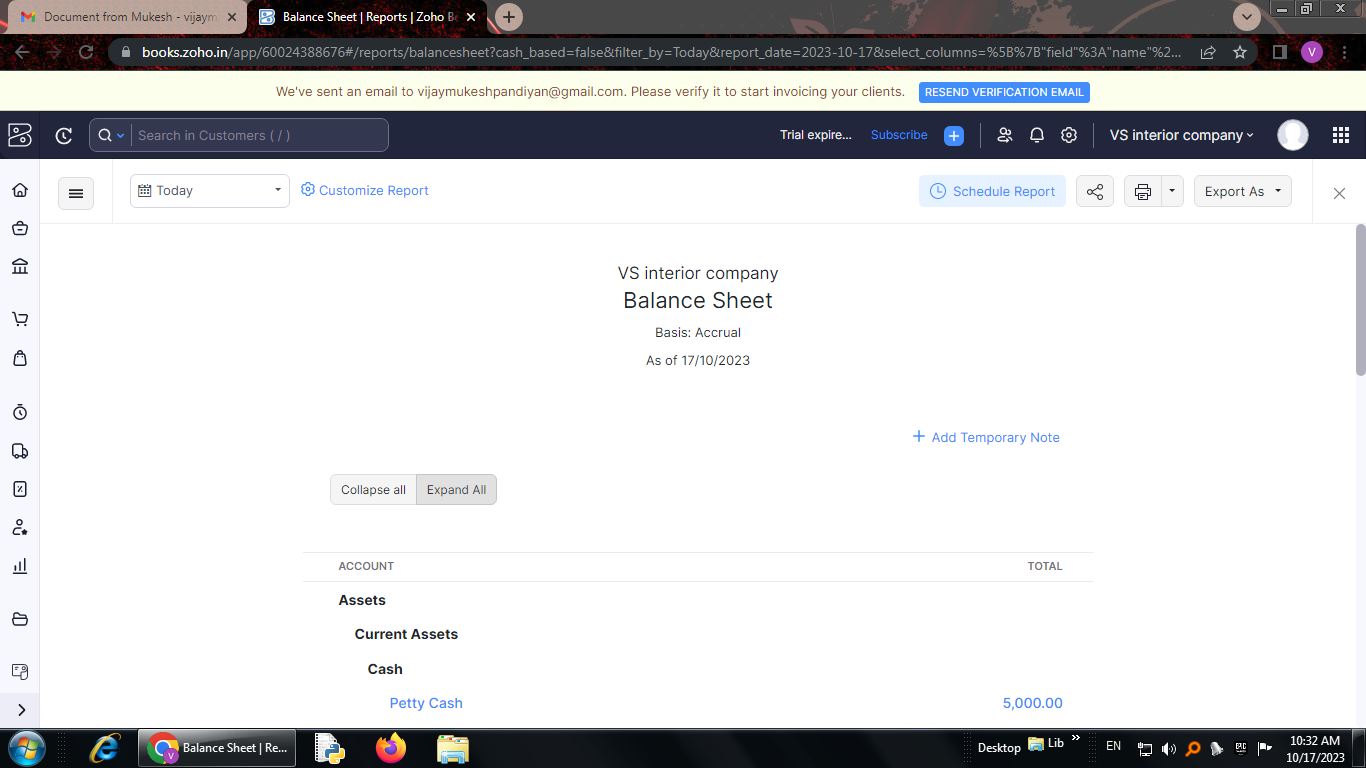 Document from Mukesh - vijaym
Balance Sheet | Reports | Zoho Bo
books.zoho.in/app/60024388676#/reports/balancesheet?cash_based=false&filter_by=Today&report_date=2023-10-17&select_columns=%5B%7B"field"%3A"name"%2...
V
We've sent an email to vijaymukeshpandiyan@gmail.com. Please verify it to start invoicing your clients. RESEND VERIFICATION EMAIL
Search in Customers ( / )
Trial expire... Subscribe
VS interior company
Today
Customize Report
Schedule Report
Export As
VS interior company
Balance Sheet
Basis: Accrual
As of 17/10/2023
+ Add Temporary Note
Collapse all Expand All
ACCOUNT TOTAL
Assets
Current Assets
Cash
Petty Cash 5,000.00
V
Balance Sheet | Re...
Desktop
Lib
EN
10:32 AM
10/17/2023